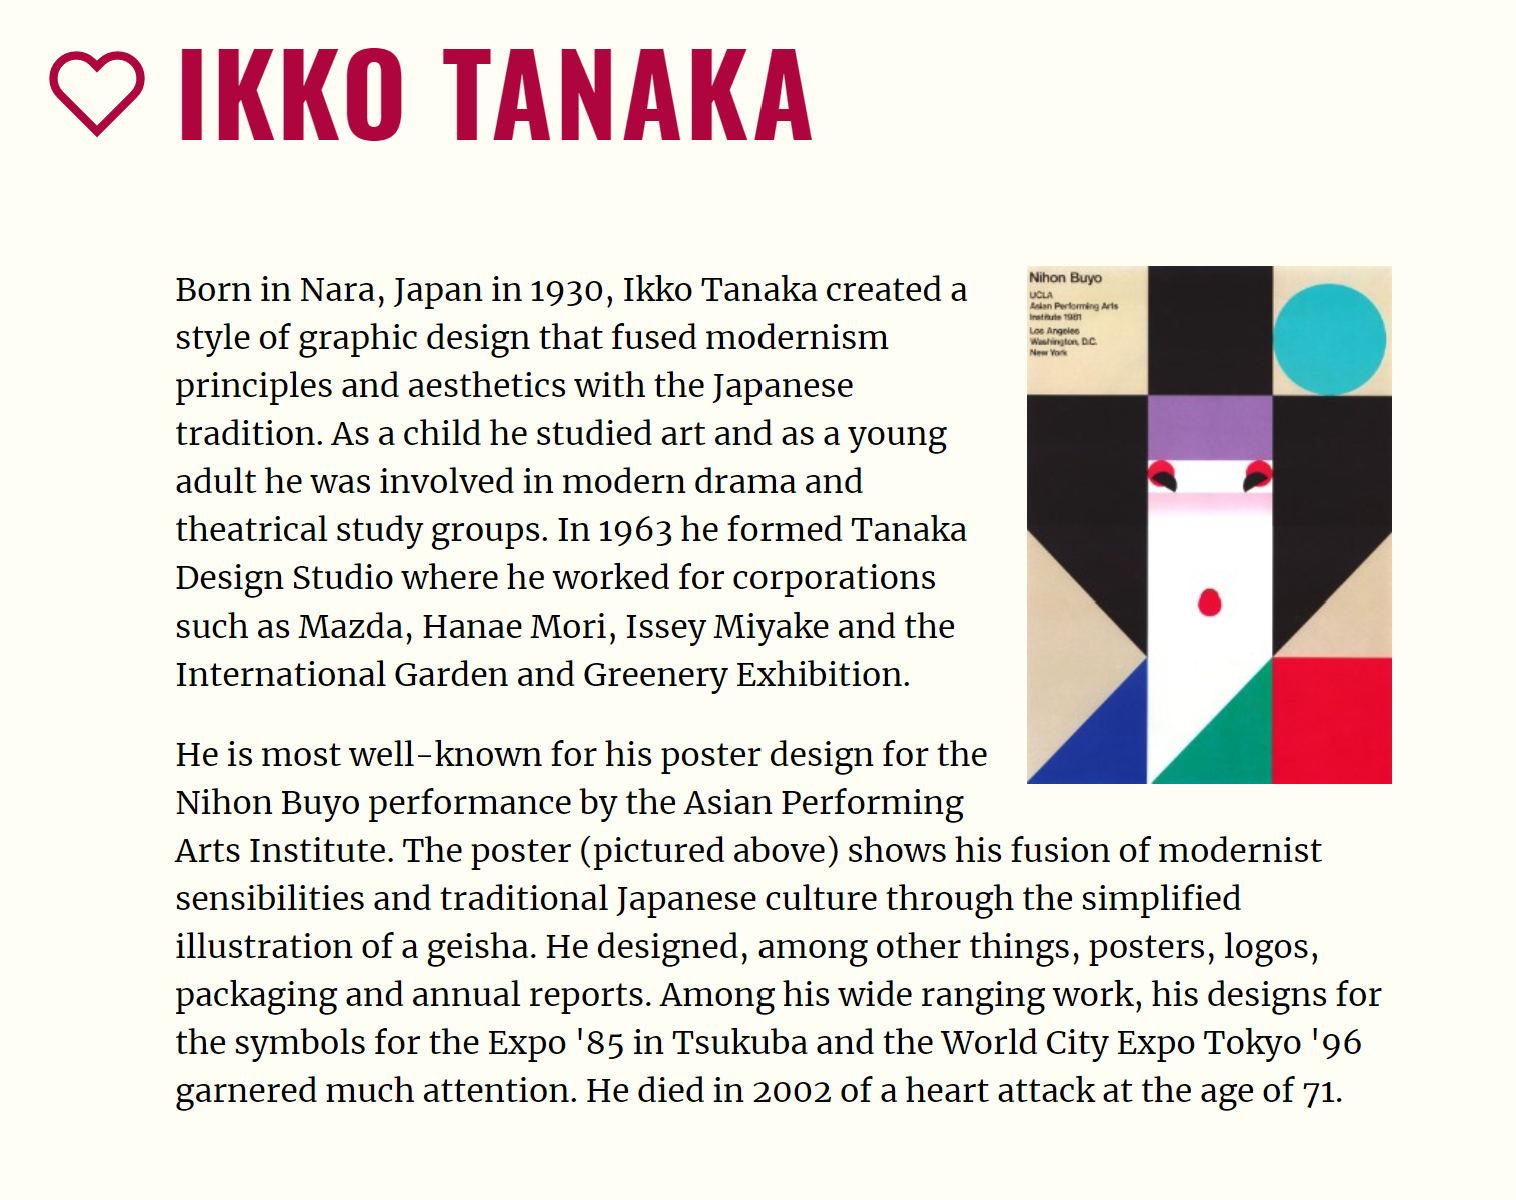 IKKO TANAKA
Born in Nara, Japan in 1930, Ikko Tanaka created a
style of graphic design that fused modernism
principles and aesthetics with the Japanese
tradition. As a child he studied art and as a young
adult he was involved in modern drama and
theatrical study groups. In 1963 he formed Tanaka
Design Studio where he worked for corporations
such as Mazda, Hanae Mori, Issey Miyake and the
International Garden and Greenery Exhibition.
He is most well-known for his poster design for the
Nihon Buyo performance by the Asian Performing
Arts Institute. The poster (pictured above) shows his fusion of modernist
sensibilities and traditional Japanese culture through the simplified
illustration of a geisha. He designed, among other things, posters, logos,
packaging and annual reports. Among his wide ranging work, his designs for
the symbols for the Expo '85 in Tsukuba and the World City Expo Tokyo '96
garnered much attention. He died in 2002 of a heart attack at the age of 71.
Nihon Buyo
UCLA
Asian Performing Arts
Institute 1981
Los Angeles
Washington, D.C.
New York